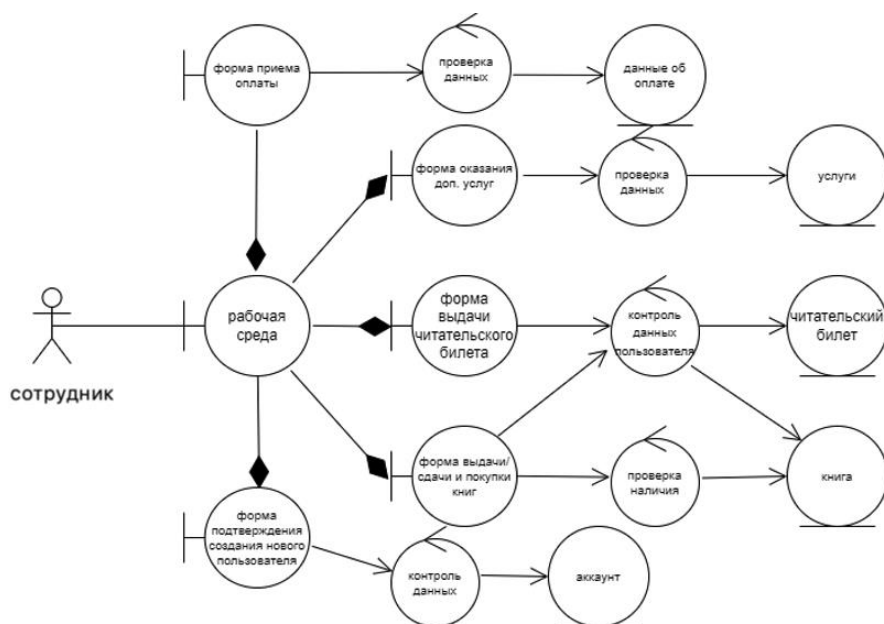 форма приема
оплаты
проверка
данных
данные об
оплате
форма оказания
доп. услуг
проверка
данных
услуги
рабочая
среда
форма
выдачи
читательского
билета
контроль
данных
пользователя
читательский
билет
сотрудник
форма выдачи/
сдачи и покупки
книг
проверка
наличия
книга
форма
подтверждения
создания нового
пользователя
контроль
данных
аккаунт